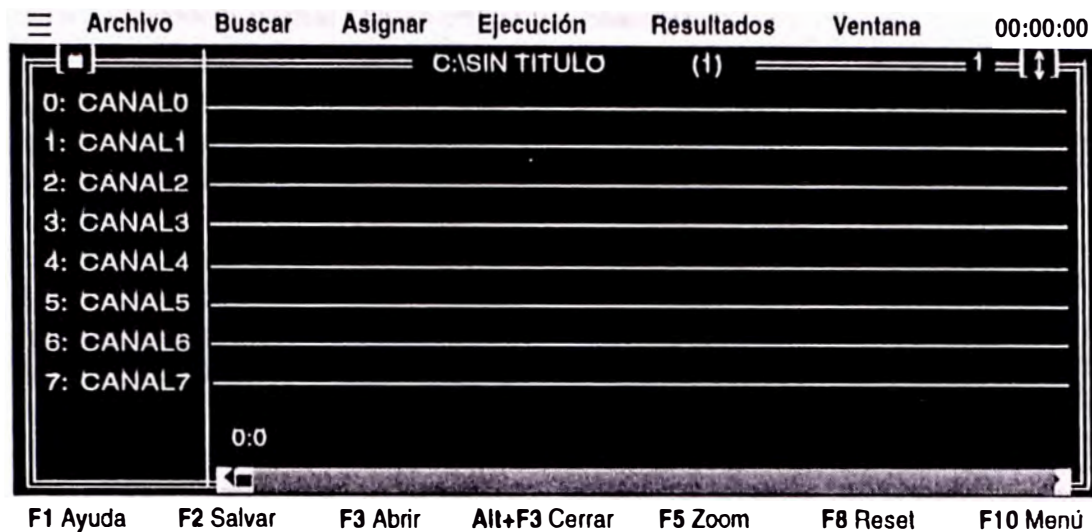 ☰ Archivo Buscar Asignar Ejecución Resultados Ventana 00:00:00
C:\SIN TITULO (1) 1
0: CANAL0
1: CANAL1
2: CANAL2
3: CANAL3
4: CANAL4
5: CANAL5
6: CANAL6
7: CANAL7
0:0
F1 Ayuda F2 Salvar F3 Abrir Alt+F3 Cerrar F5 Zoom F8 Reset F10 Menú